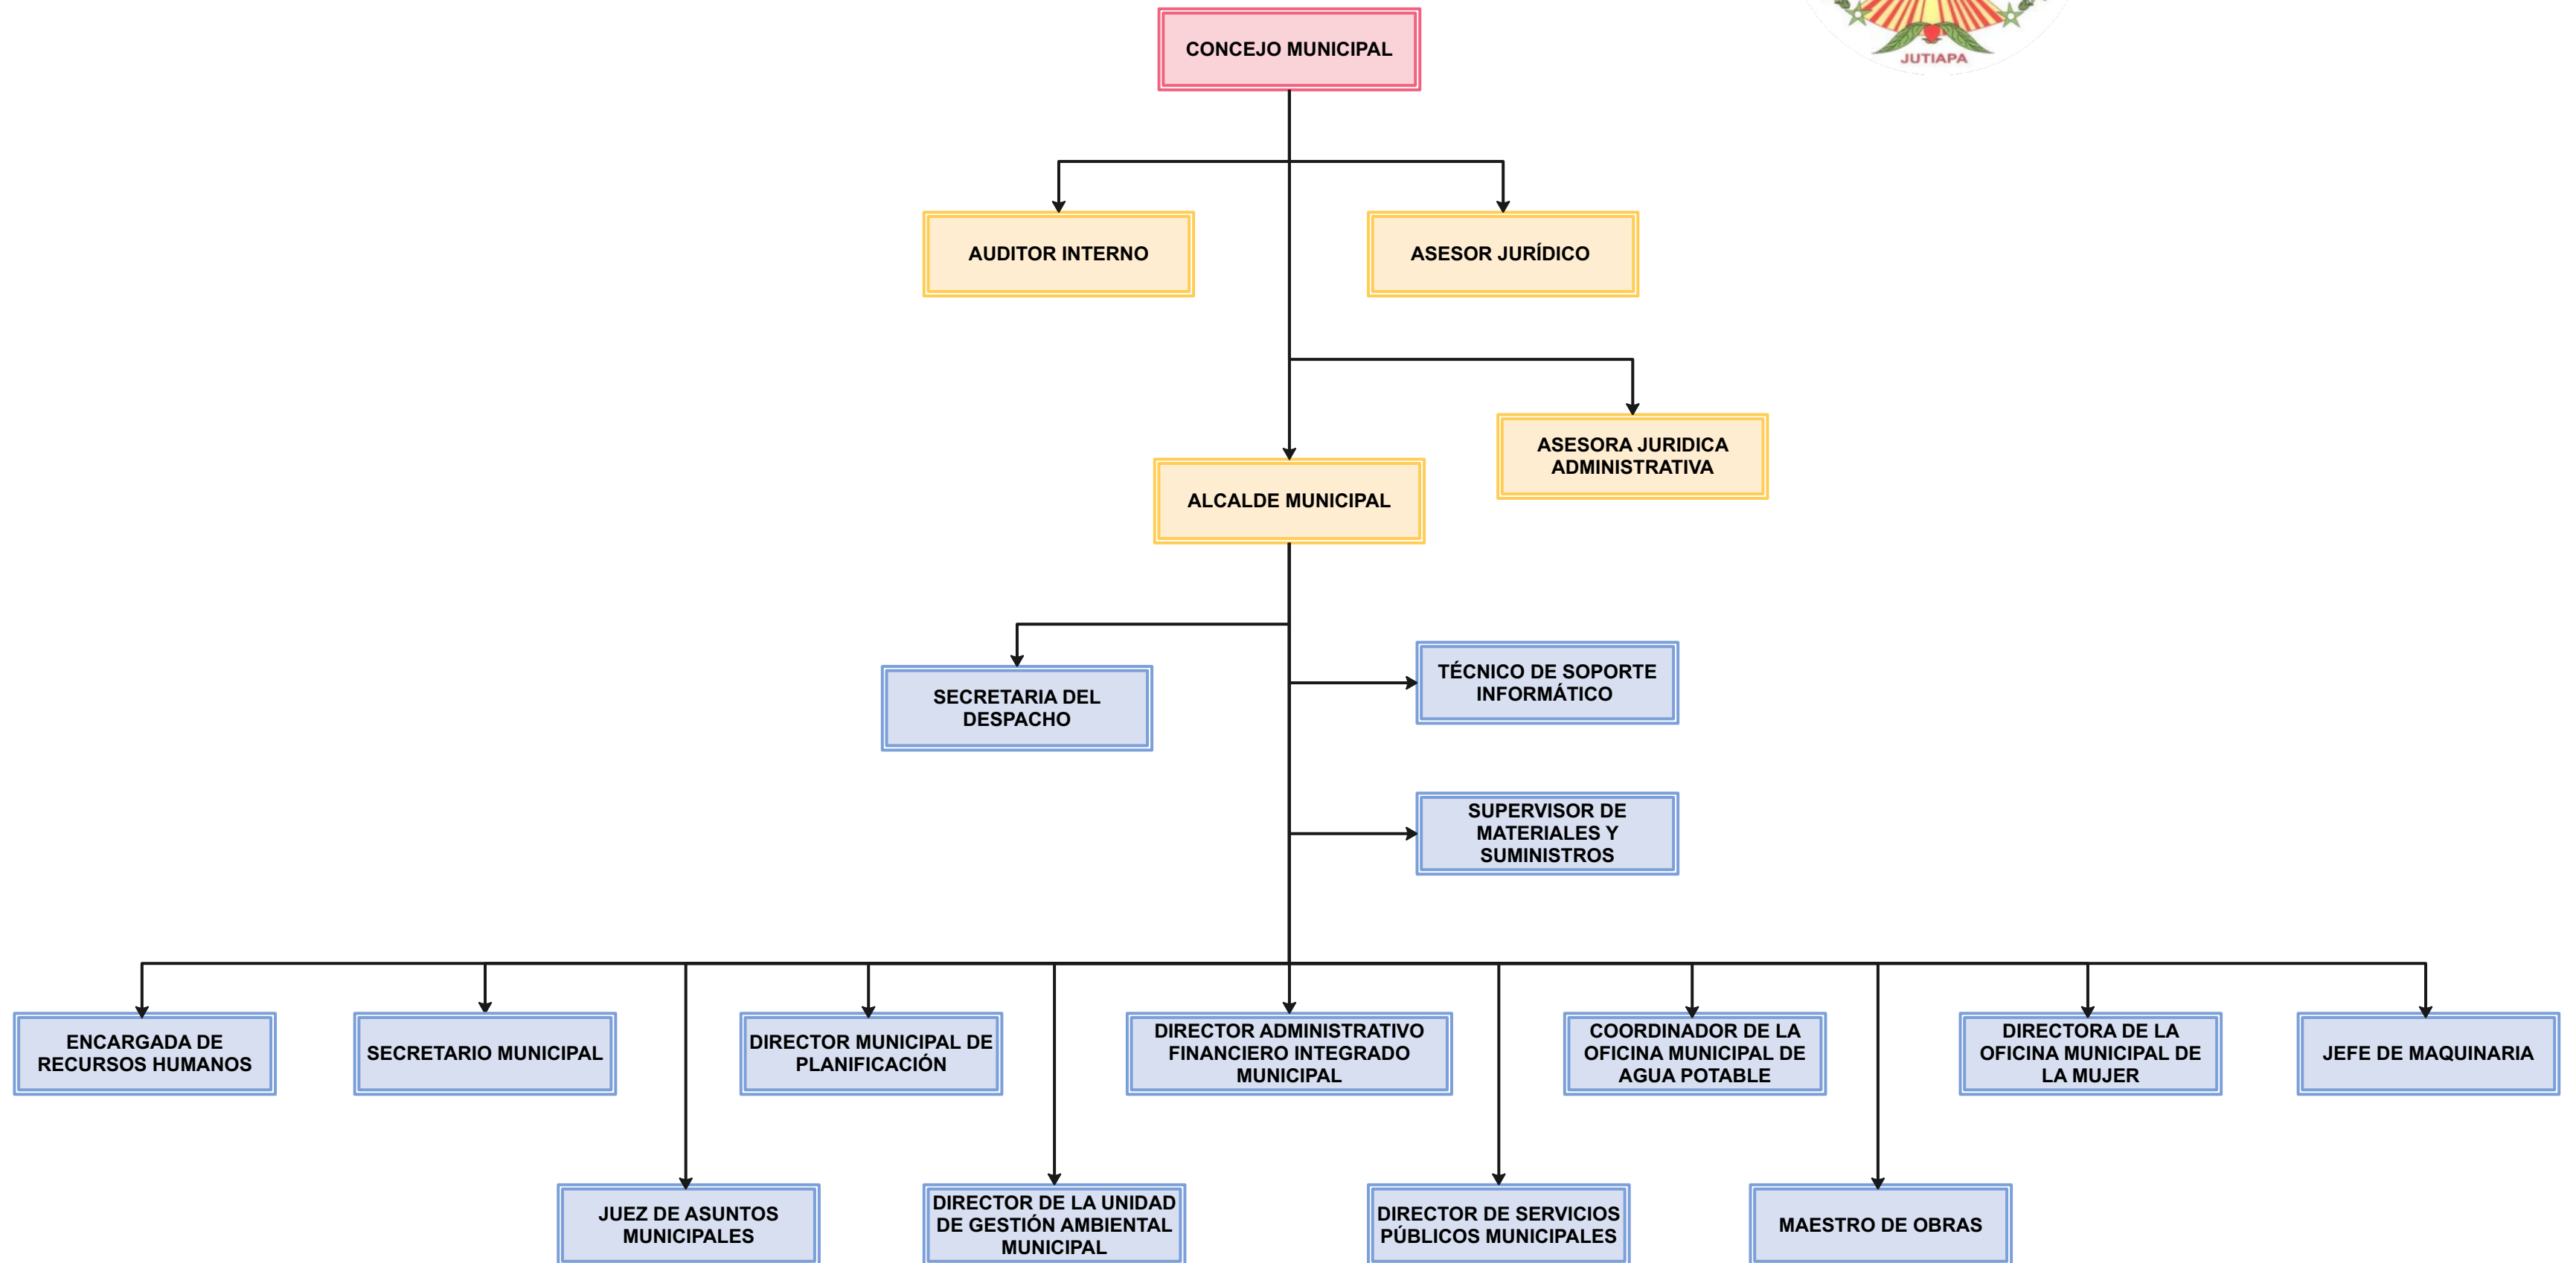 JUTIAPA
CONCEJO MUNICIPAL
AUDITOR INTERNO
ASESOR JURÍDICO
ASESORA JURIDICA
ADMINISTRATIVA
ALCALDE MUNICIPAL
SECRETARIA DEL
DESPACHO
TÉCNICO DE SOPORTE
INFORMÁTICO
SUPERVISOR DE
MATERIALES Y
SUMINISTROS
ENCARGADA DE
RECURSOS HUMANOS
SECRETARIO MUNICIPAL
DIRECTOR MUNICIPAL DE
PLANIFICACIÓN
DIRECTOR ADMINISTRATIVO
FINANCIERO INTEGRADO
MUNICIPAL
COORDINADOR DE LA
OFICINA MUNICIPAL DE
AGUA POTABLE
DIRECTORA DE LA
OFICINA MUNICIPAL DE
LA MUJER
JEFE DE MAQUINARIA
JUEZ DE ASUNTOS
MUNICIPALES
DIRECTOR DE LA UNIDAD
DE GESTIÓN AMBIENTAL
MUNICIPAL
DIRECTOR DE SERVICIOS
PÚBLICOS MUNICIPALES
MAESTRO DE OBRAS